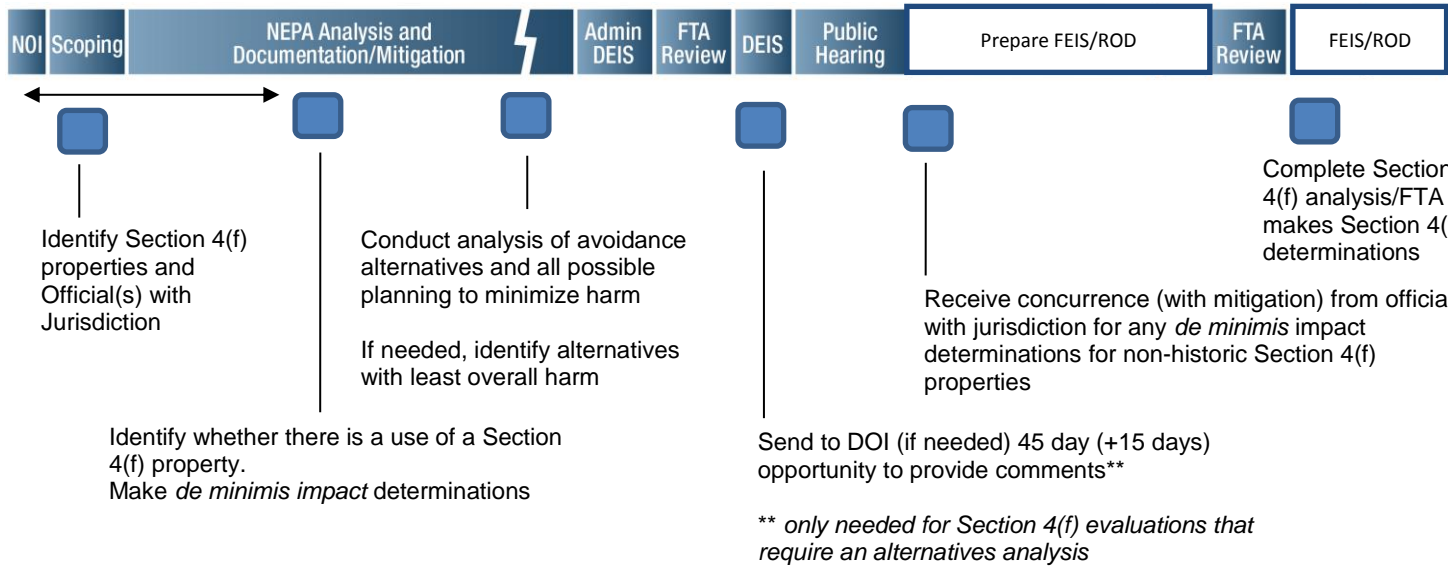 NOI
Scoping
NEPA Analysis and
Documentation/Mitigation
Admin
DEIS
FTA
Review
DEIS
Public
Hearing
Prepare FEIS/ROD
FTA
Review
FEIS/ROD
Identify Section 4(f)
properties and
Official(s) with
Jurisdiction
Identify whether there is a use of a Section
4(f) property.
Make de minimis impact determinations
Conduct analysis of avoidance
alternatives and all possible
planning to minimize harm
If needed, identify alternatives
with least overall harm
Send to DOI (if needed) 45 day (+15 days)
opportunity to provide comments**
** only needed for Section 4(f) evaluations that
require an alternatives analysis
Receive concurrence (with mitigation) from officia
with jurisdiction for any de minimis impact
determinations for non-historic Section 4(f)
properties
Complete Section
4(f) analysis/FTA
makes Section 4(
determinations